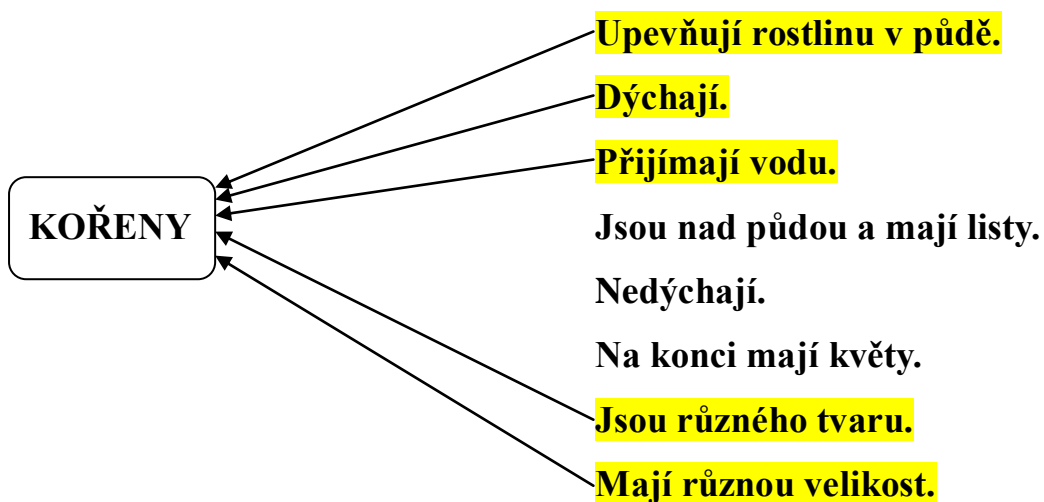 Upevňují rostlinu v půdě.
Dýchají.
Přijímají vodu.
KOŘENY
Jsou nad půdou a mají listy.
Nedýchají.
Na konci mají květy.
Jsou různého tvaru.
Mají různou velikost.